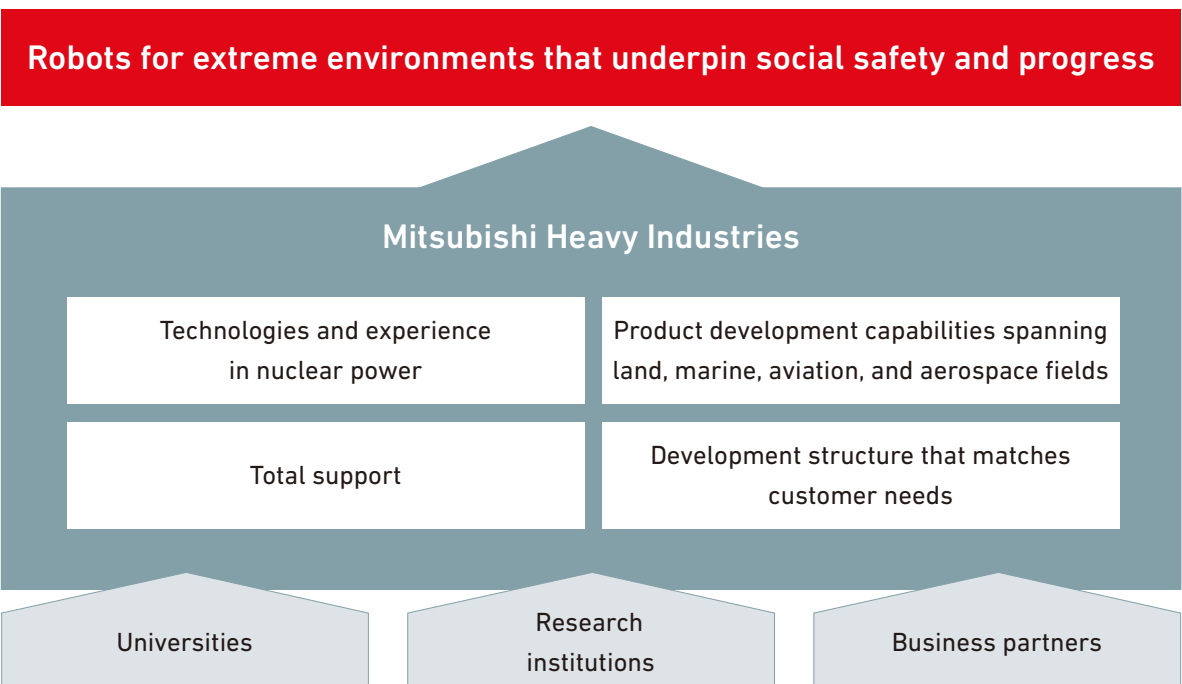 Robots for extreme environments that underpin social safety and progress
Mitsubishi Heavy Industries
Technologies and experience
in nuclear power
Product development capabilities spanning
land, marine, aviation, and aerospace fields
Total support
Development structure that matches
customer needs
Universities
Research
institutions
Business partners